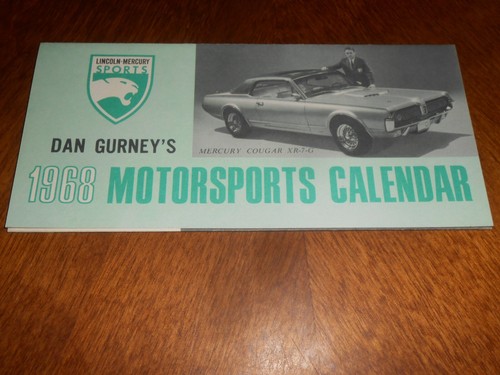 LINCOLN-MERCURY
SPORTS
DAN GURNEY'S
MERCURY COUGAR XR-7-G
1968 MOTORSPORTS CALENDAR